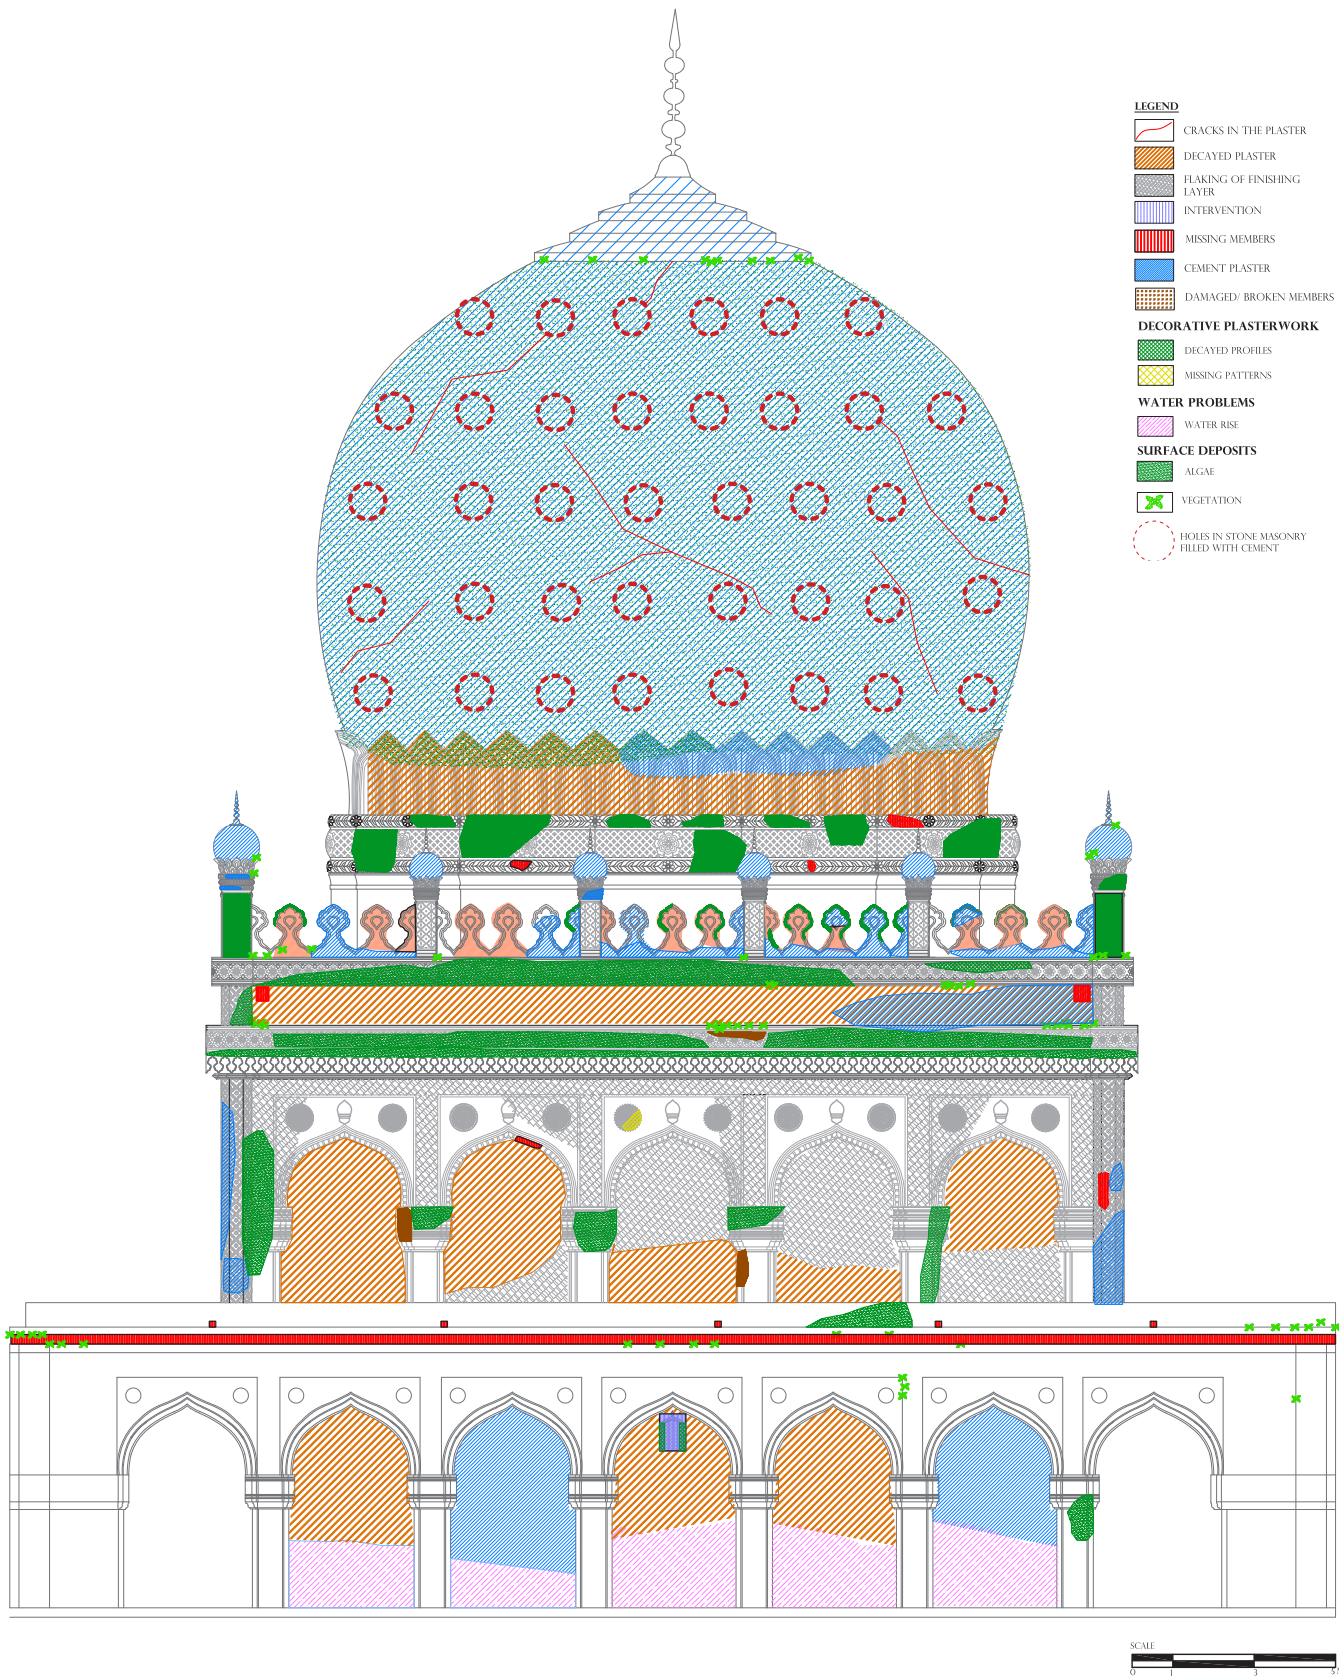 LEGEND
CRACKS IN THE PLASTER
DECAYED PLASTER
FLAKING OF FINISHING
LAYER
INTERVENTION
MISSING MEMBERS
CEMENT PLASTER
DAMAGED/ BROKEN MEMBERS
DECORATIVE PLASTERWORK
DECAYED PROFILES
MISSING PATTERNS
WATER PROBLEMS
WATER RISE
SURFACE DEPOSITS
ALGAE
VEGETATION
HOLES IN STONE MASONRY
FILLED WITH CEMENT
SCALE
0 1 3